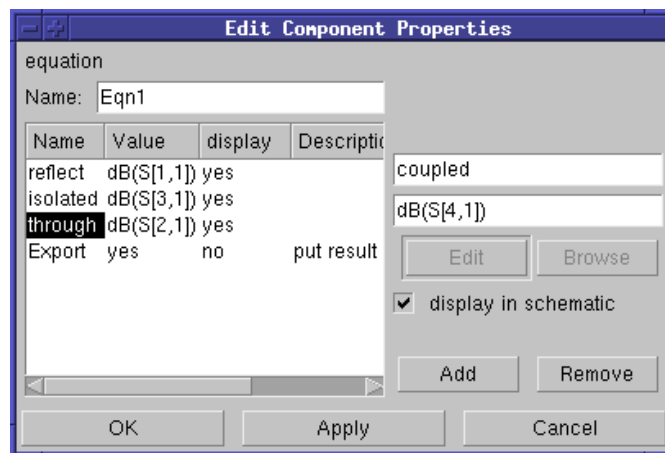 Edit Component Properties
equation
Name: Eqn1
Name Value display Descriptic
reflect dB(S[1,1]) yes
isolated dB(S[3,1]) yes
through dB(S[2,1]) yes
Export yes no put result
coupled
dB(S[4,1])
Edit Browse
display in schematic
Add Remove
OK Apply Cancel